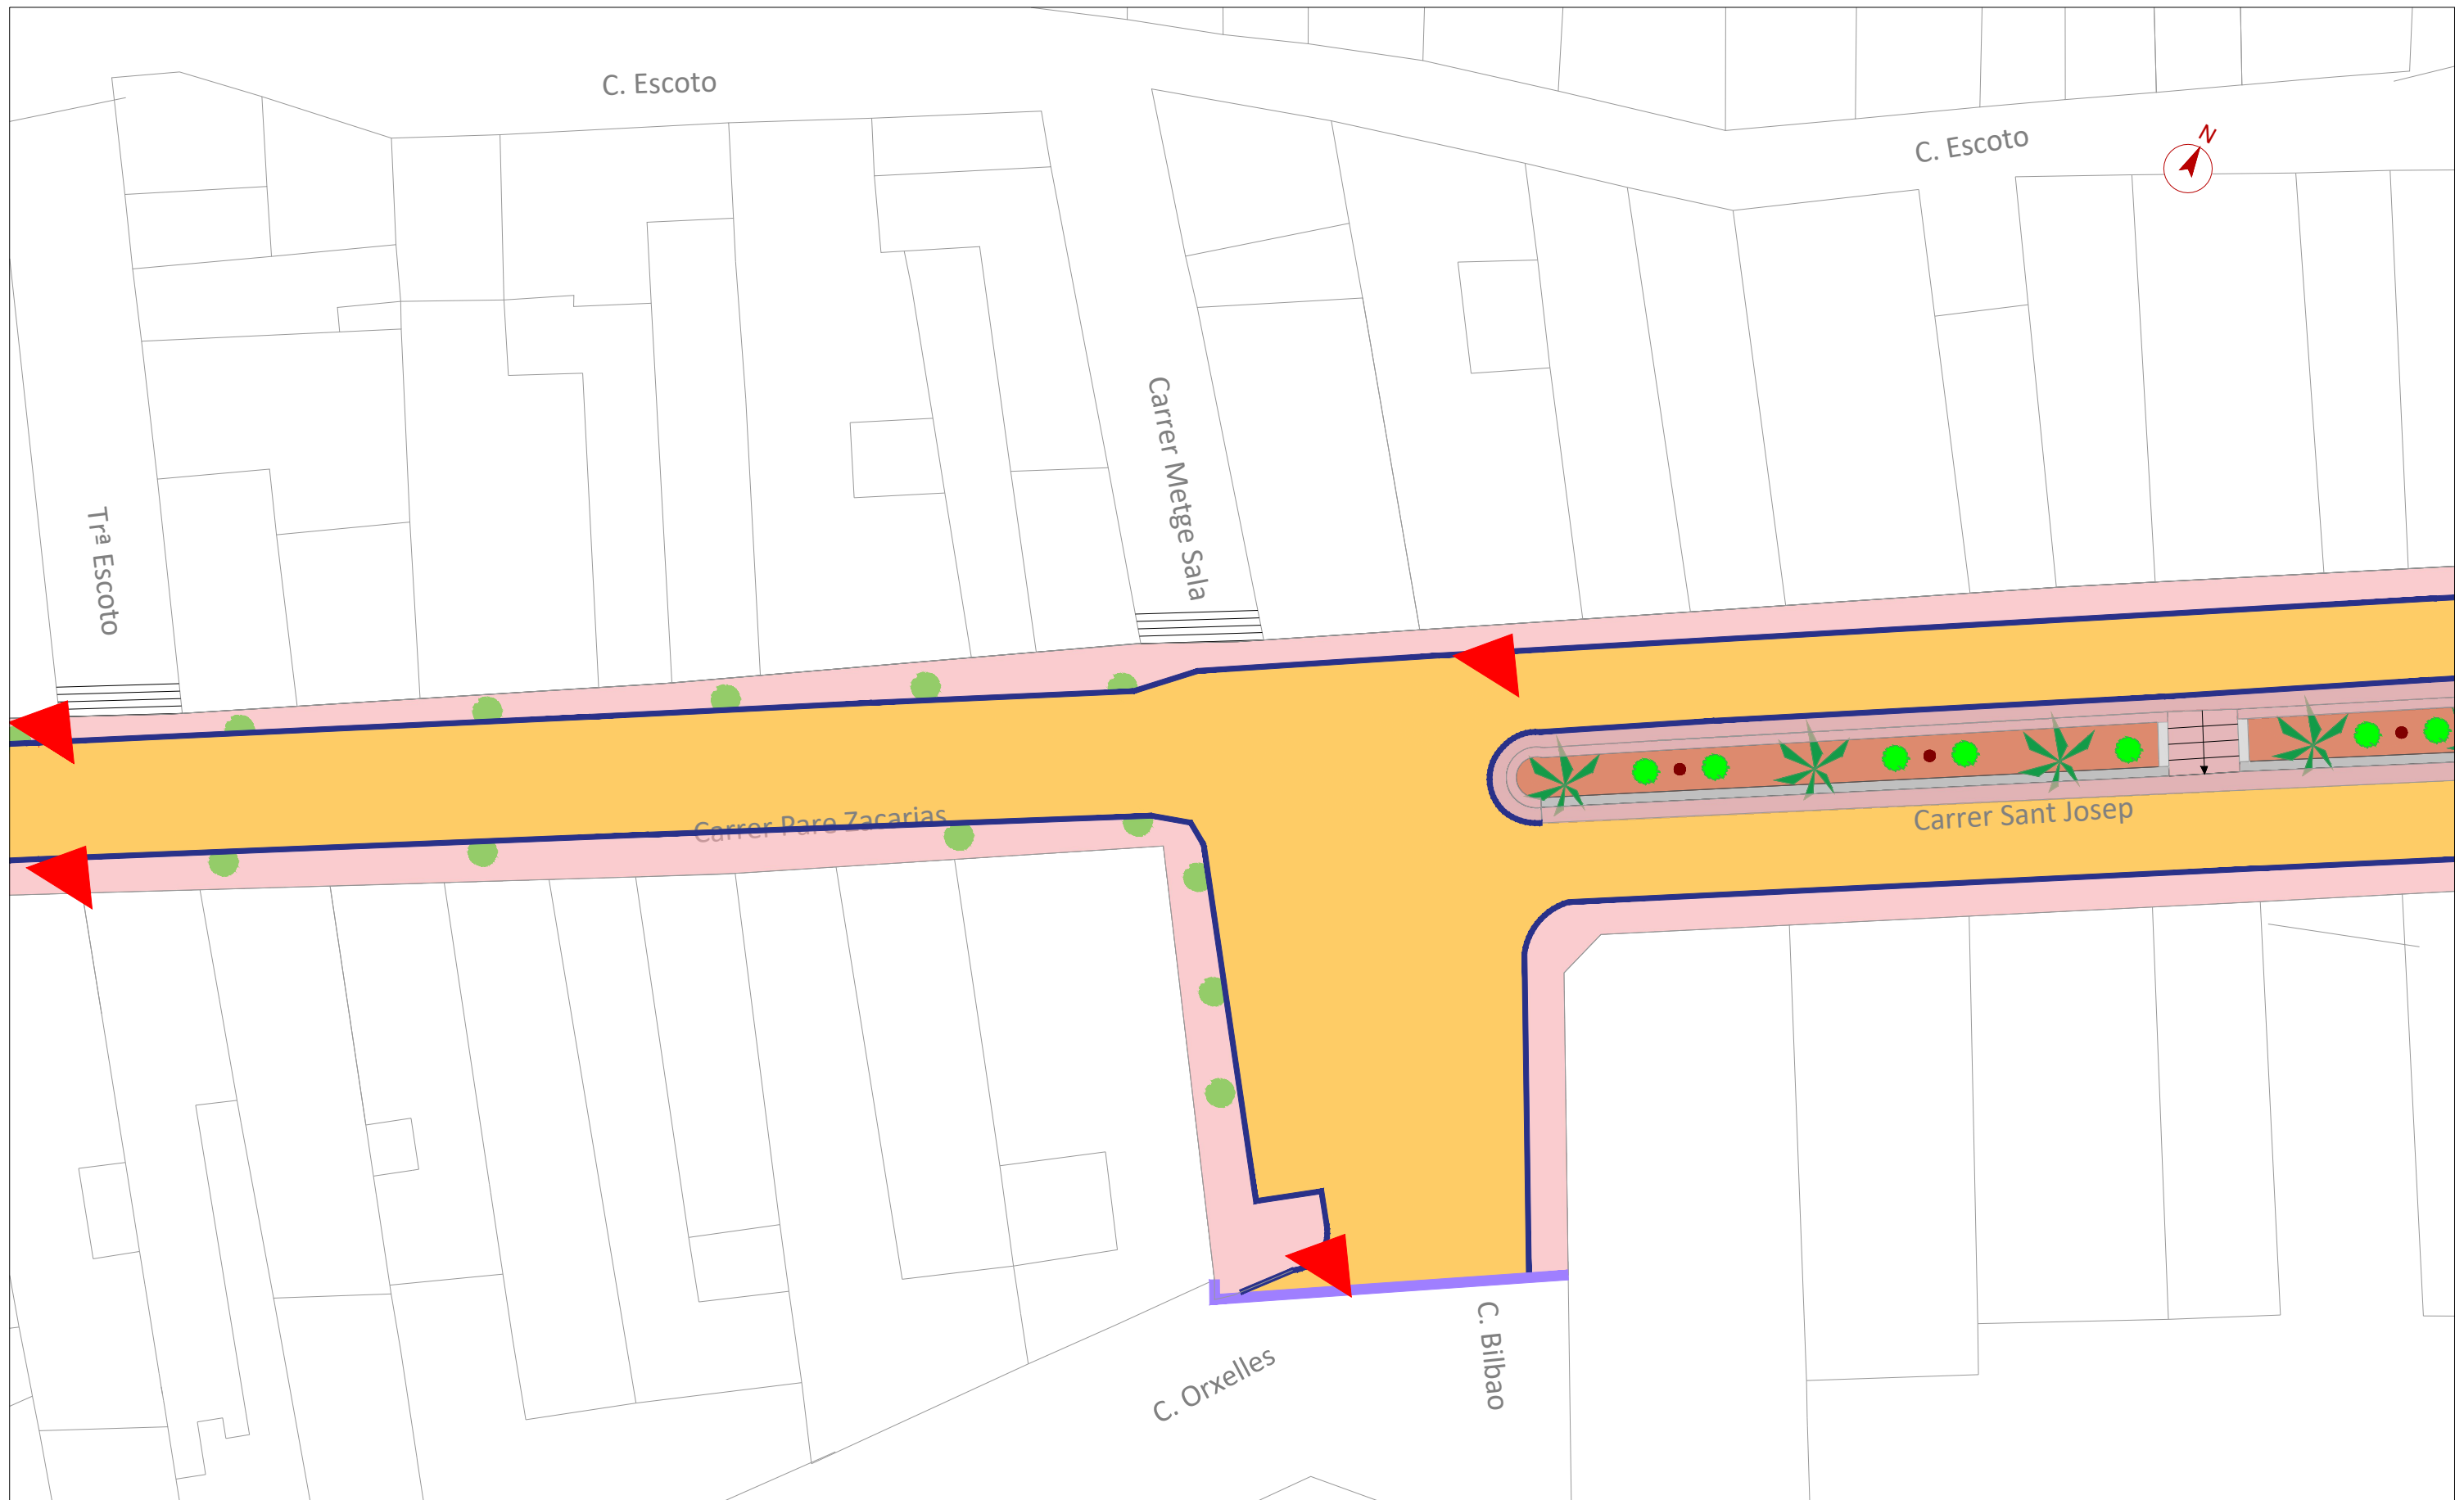 C. Escoto
C. Escoto
N
Carrer Metge Sala
Trª Escoto
Carrer Pare Zacarias
Carrer Sant Josep
C. Bilbao
C. Orxelles